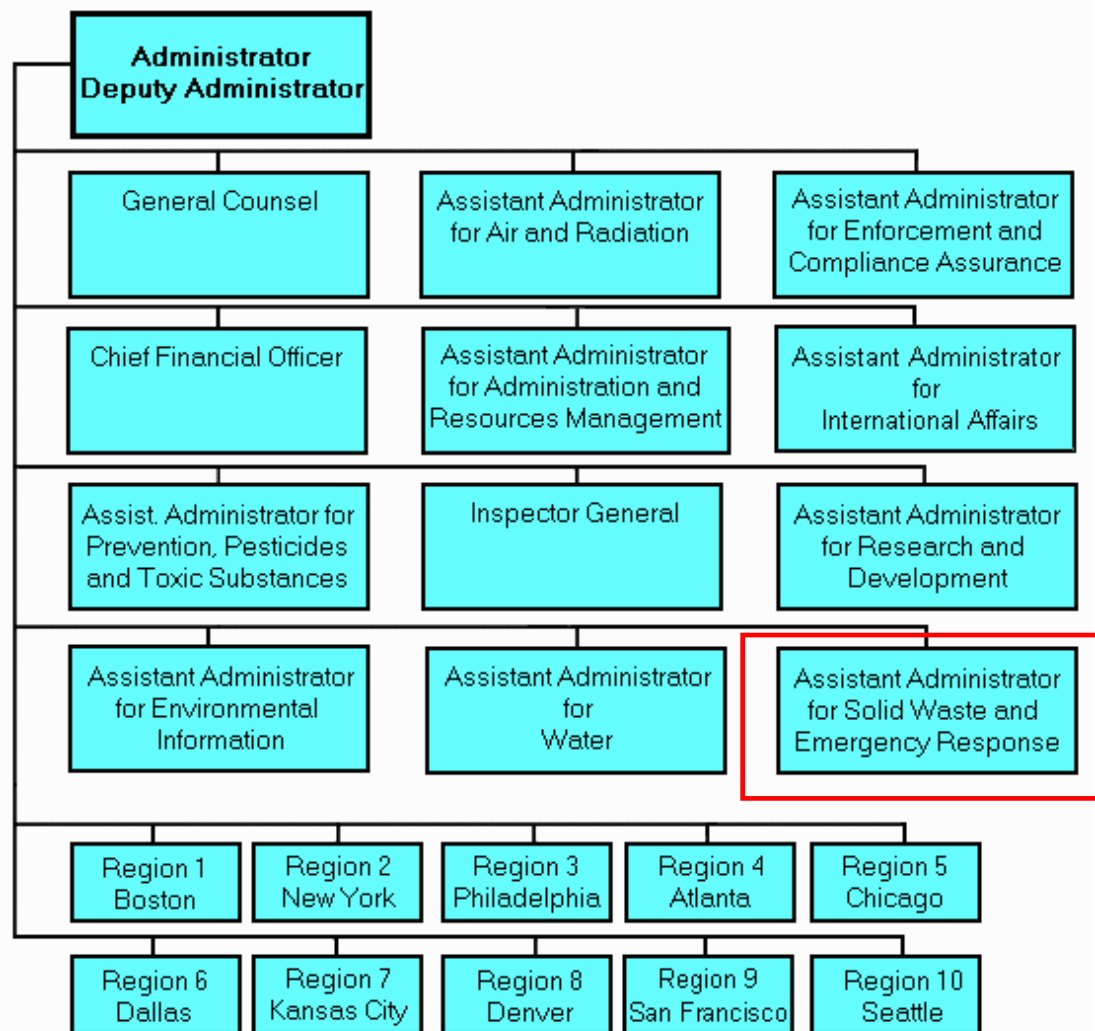 Administrator
Deputy Administrator
General Counsel
Assistant Administrator
for Air and Radiation
Assistant Administrator
for Enforcement and
Compliance Assurance
Chief Financial Officer
Assistant Administrator
for Administration and
Resources Management
Assistant Administrator
for
International Affairs
Assist. Administrator for
Prevention, Pesticides
and Toxic Substances
Inspector General
Assistant Administrator
for Research and
Development
Assistant Administrator
for Environmental
Information
Assistant Administrator
for
Water
Assistant Administrator
for Solid Waste and
Emergency Response
Region 1
Boston
Region 2
New York
Region 3
Philadelphia
Region 4
Atlanta
Region 5
Chicago
Region 6
Dallas
Region 7
Kansas City
Region 8
Denver
Region 9
San Francisco
Region 10
Seattle